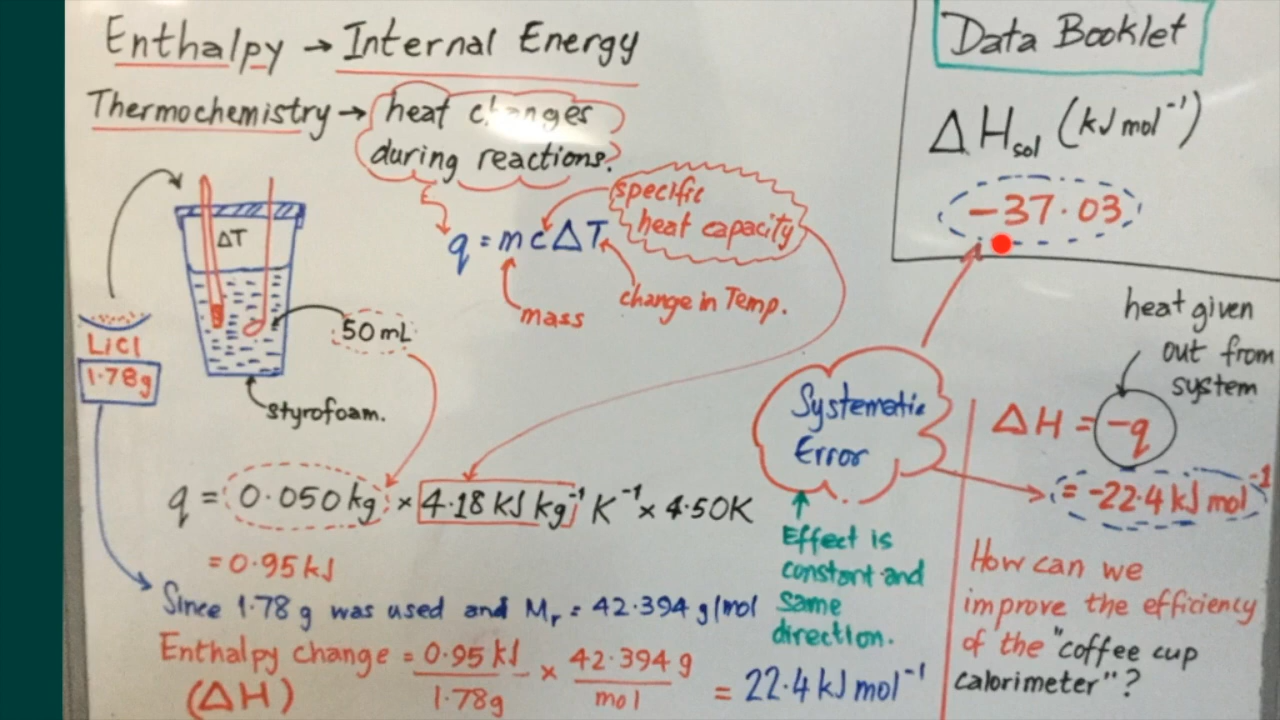 Enthalpy → Internal Energy
Thermochemistry → heat changes
during reactions.
Data Booklet
ΔHsol (kJ mol⁻¹)
-37.03
specific
heat capacity
q = mcΔT
mass
change in Temp.
ΔT
50 mL
LiCl
1.78g
styrofoam.
heat given
out from
system
Systematic
Error
ΔH = -q
= -22.4 kJ mol⁻¹
q = 0.050 kg × 4.18 KJ kg⁻¹ K⁻¹ × 4.50K
= 0.95 kJ
Since 1.78 g was used and Mr = 42.394 g/mol
Enthalpy change = 0.95 kJ / 1.78g × 42.394 g / mol = 22.4 kJ mol⁻¹
(ΔH)
Effect is
constant and
same
direction.
How can we
improve the efficiency
of the "coffee cup
calorimeter"?